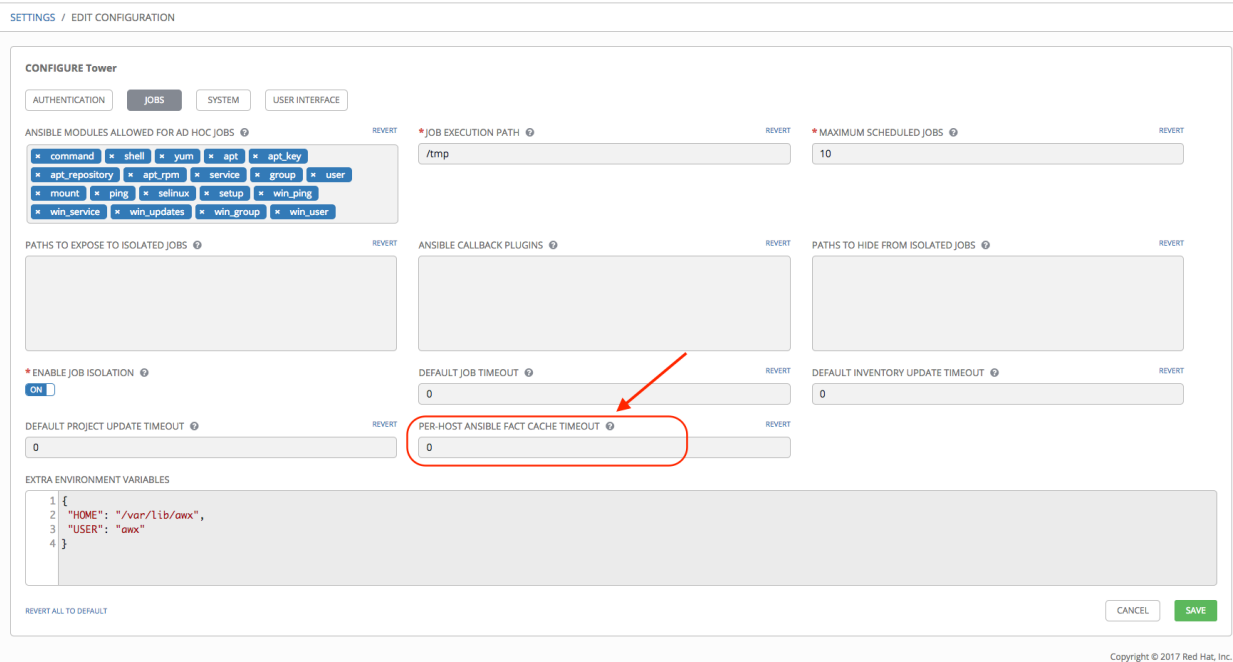 SETTINGS / EDIT CONFIGURATION
CONFIGURE Tower
AUTHENTICATION JOBS SYSTEM USER INTERFACE
ANSIBLE MODULES ALLOWED FOR AD HOC JOBS ? REVERT
× command × shell × yum × apt × apt_key
× apt_repository × apt_rpm × service × group × user
× mount × ping × selinux × setup × win_ping
× win_service × win_updates × win_group × win_user
* JOB EXECUTION PATH ? REVERT
/tmp
* MAXIMUM SCHEDULED JOBS ? REVERT
10
PATHS TO EXPOSE TO ISOLATED JOBS ? REVERT
ANSIBLE CALLBACK PLUGINS ? REVERT
PATHS TO HIDE FROM ISOLATED JOBS ? REVERT
* ENABLE JOB ISOLATION ?
ON
DEFAULT JOB TIMEOUT ? REVERT
0
DEFAULT INVENTORY UPDATE TIMEOUT ? REVERT
0
DEFAULT PROJECT UPDATE TIMEOUT ? REVERT
0
PER-HOST ANSIBLE FACT CACHE TIMEOUT ? REVERT
0
EXTRA ENVIRONMENT VARIABLES
1 {
2 "HOME": "/var/lib/awx",
3 "USER": "awx"
4 }
REVERT ALL TO DEFAULT
CANCEL SAVE
Copyright © 2017 Red Hat, Inc.